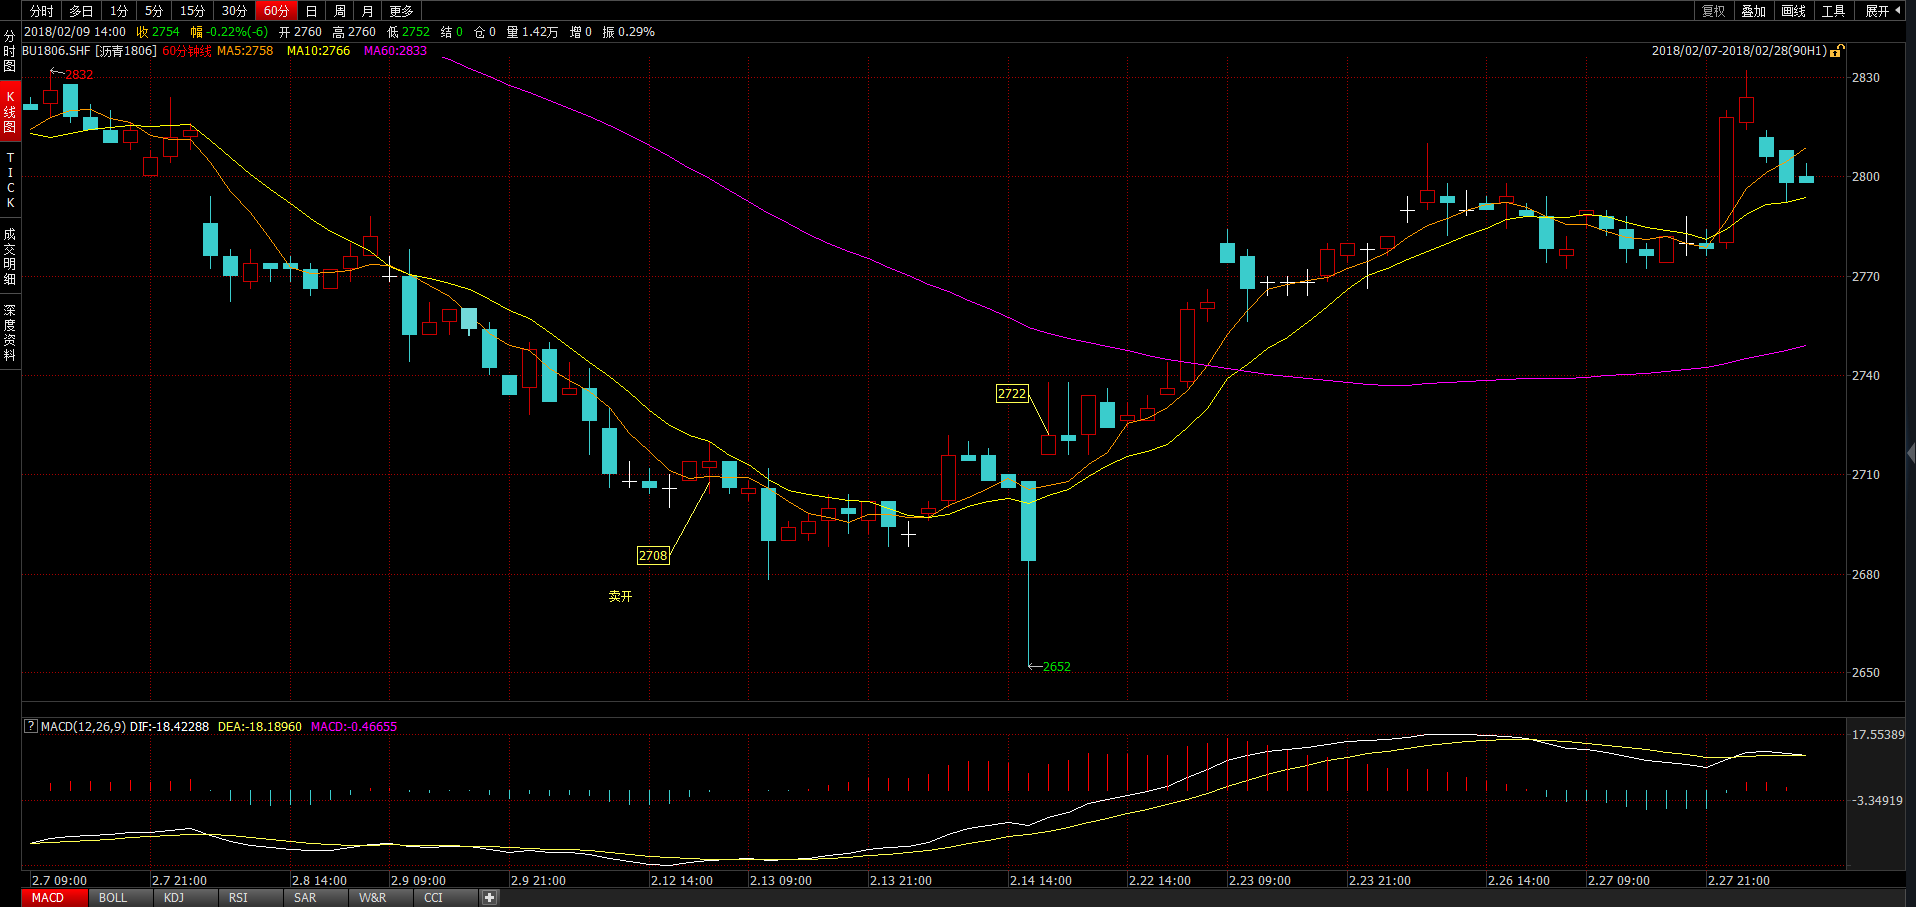 分时 多日 1分 5分 15分 30分 60分 日 周 月 更多 复权 叠加 画线 工具 展开
2018/02/09 14:00 收 2754 幅 -0.22%(-6) 开 2760 高 2760 低 2752 结 0 仓 0 量 1.42万 增 0 振 0.29%
BU1806.SHF [沥青1806] 60分钟线 MA5:2758 MA10:2766 MA60:2833 2018/02/07-2018/02/28(90H1)
分时图
K线图
TICK
成交明细
深度资料
2832
2830
2800
2770
2740
2722
2710
2708
2680
卖开
2652
2650
? MACD(12,26,9) DIF:-18.42288 DEA:-18.18960 MACD:-0.46655
17.55389
-3.34919
2.7 09:00 2.7 21:00 2.8 14:00 2.9 09:00 2.9 21:00 2.12 14:00 2.13 09:00 2.13 21:00 2.14 14:00 2.22 14:00 2.23 09:00 2.23 21:00 2.26 14:00 2.27 09:00 2.27 21:00
MACD BOLL KDJ RSI SAR W&R CCI